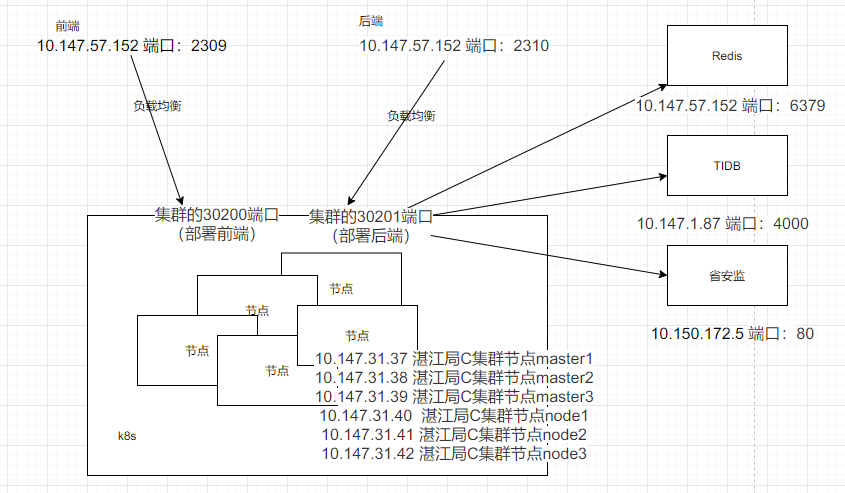 前端
10.147.57.152 端口：2309
后端
10.147.57.152 端口：2310
负载均衡
负载均衡
Redis
10.147.57.152 端口：6379
TIDB
10.147.1.87 端口：4000
省安监
10.150.172.5 端口：80
集群的30200端口
（部署前端）
集群的30201端口
（部署后端）
节点
节点
节点
节点
节点
10.147.31.37 湛江局C集群节点master1
10.147.31.38 湛江局C集群节点master2
10.147.31.39 湛江局C集群节点master3
10.147.31.40 湛江局C集群节点node1
10.147.31.41 湛江局C集群节点node2
10.147.31.42 湛江局C集群节点node3
k8s